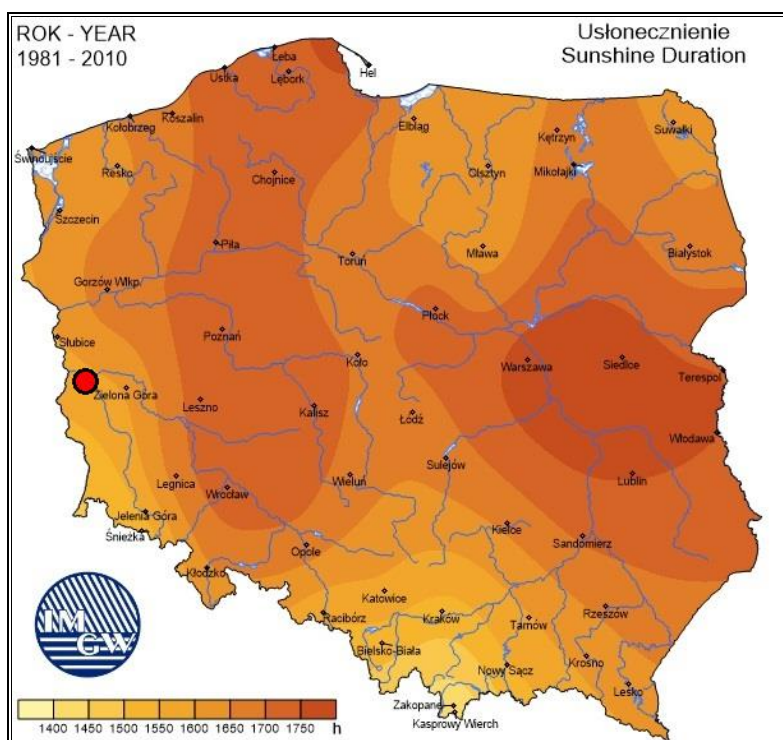 ROK - YEAR
1981 - 2010
Usłonecznienie
Sunshine Duration
Łeba
Hel
Ustka
Lębork
Koszalin
Kołobrzeg
Elbląg
Suwałki
Kętrzyn
Świnoujście
Resko
Chojnice
Olsztyn
Mikołajki
Szczecin
Piła
Toruń
Mława
Białystok
Gorzów Wlkp.
Płock
Słubice
Poznań
Koło
Warszawa
Siedlce
Terespol
Zielona Góra
Leszno
Kalisz
Łódź
Włodawa
Sulejów
Legnica
Wrocław
Wieluń
Lublin
Jelenia Góra
Śnieżka
Kielce
Opole
Sandomierz
Kłodzko
Katowice
Racibórz
Kraków
Tarnów
Rzeszów
Bielsko-Biała
Nowy Sącz
Krosno
Lesko
Zakopane
Kasprowy Wierch
IM
GW
1400 1450 1500 1550 1600 1650 1700 1750 h